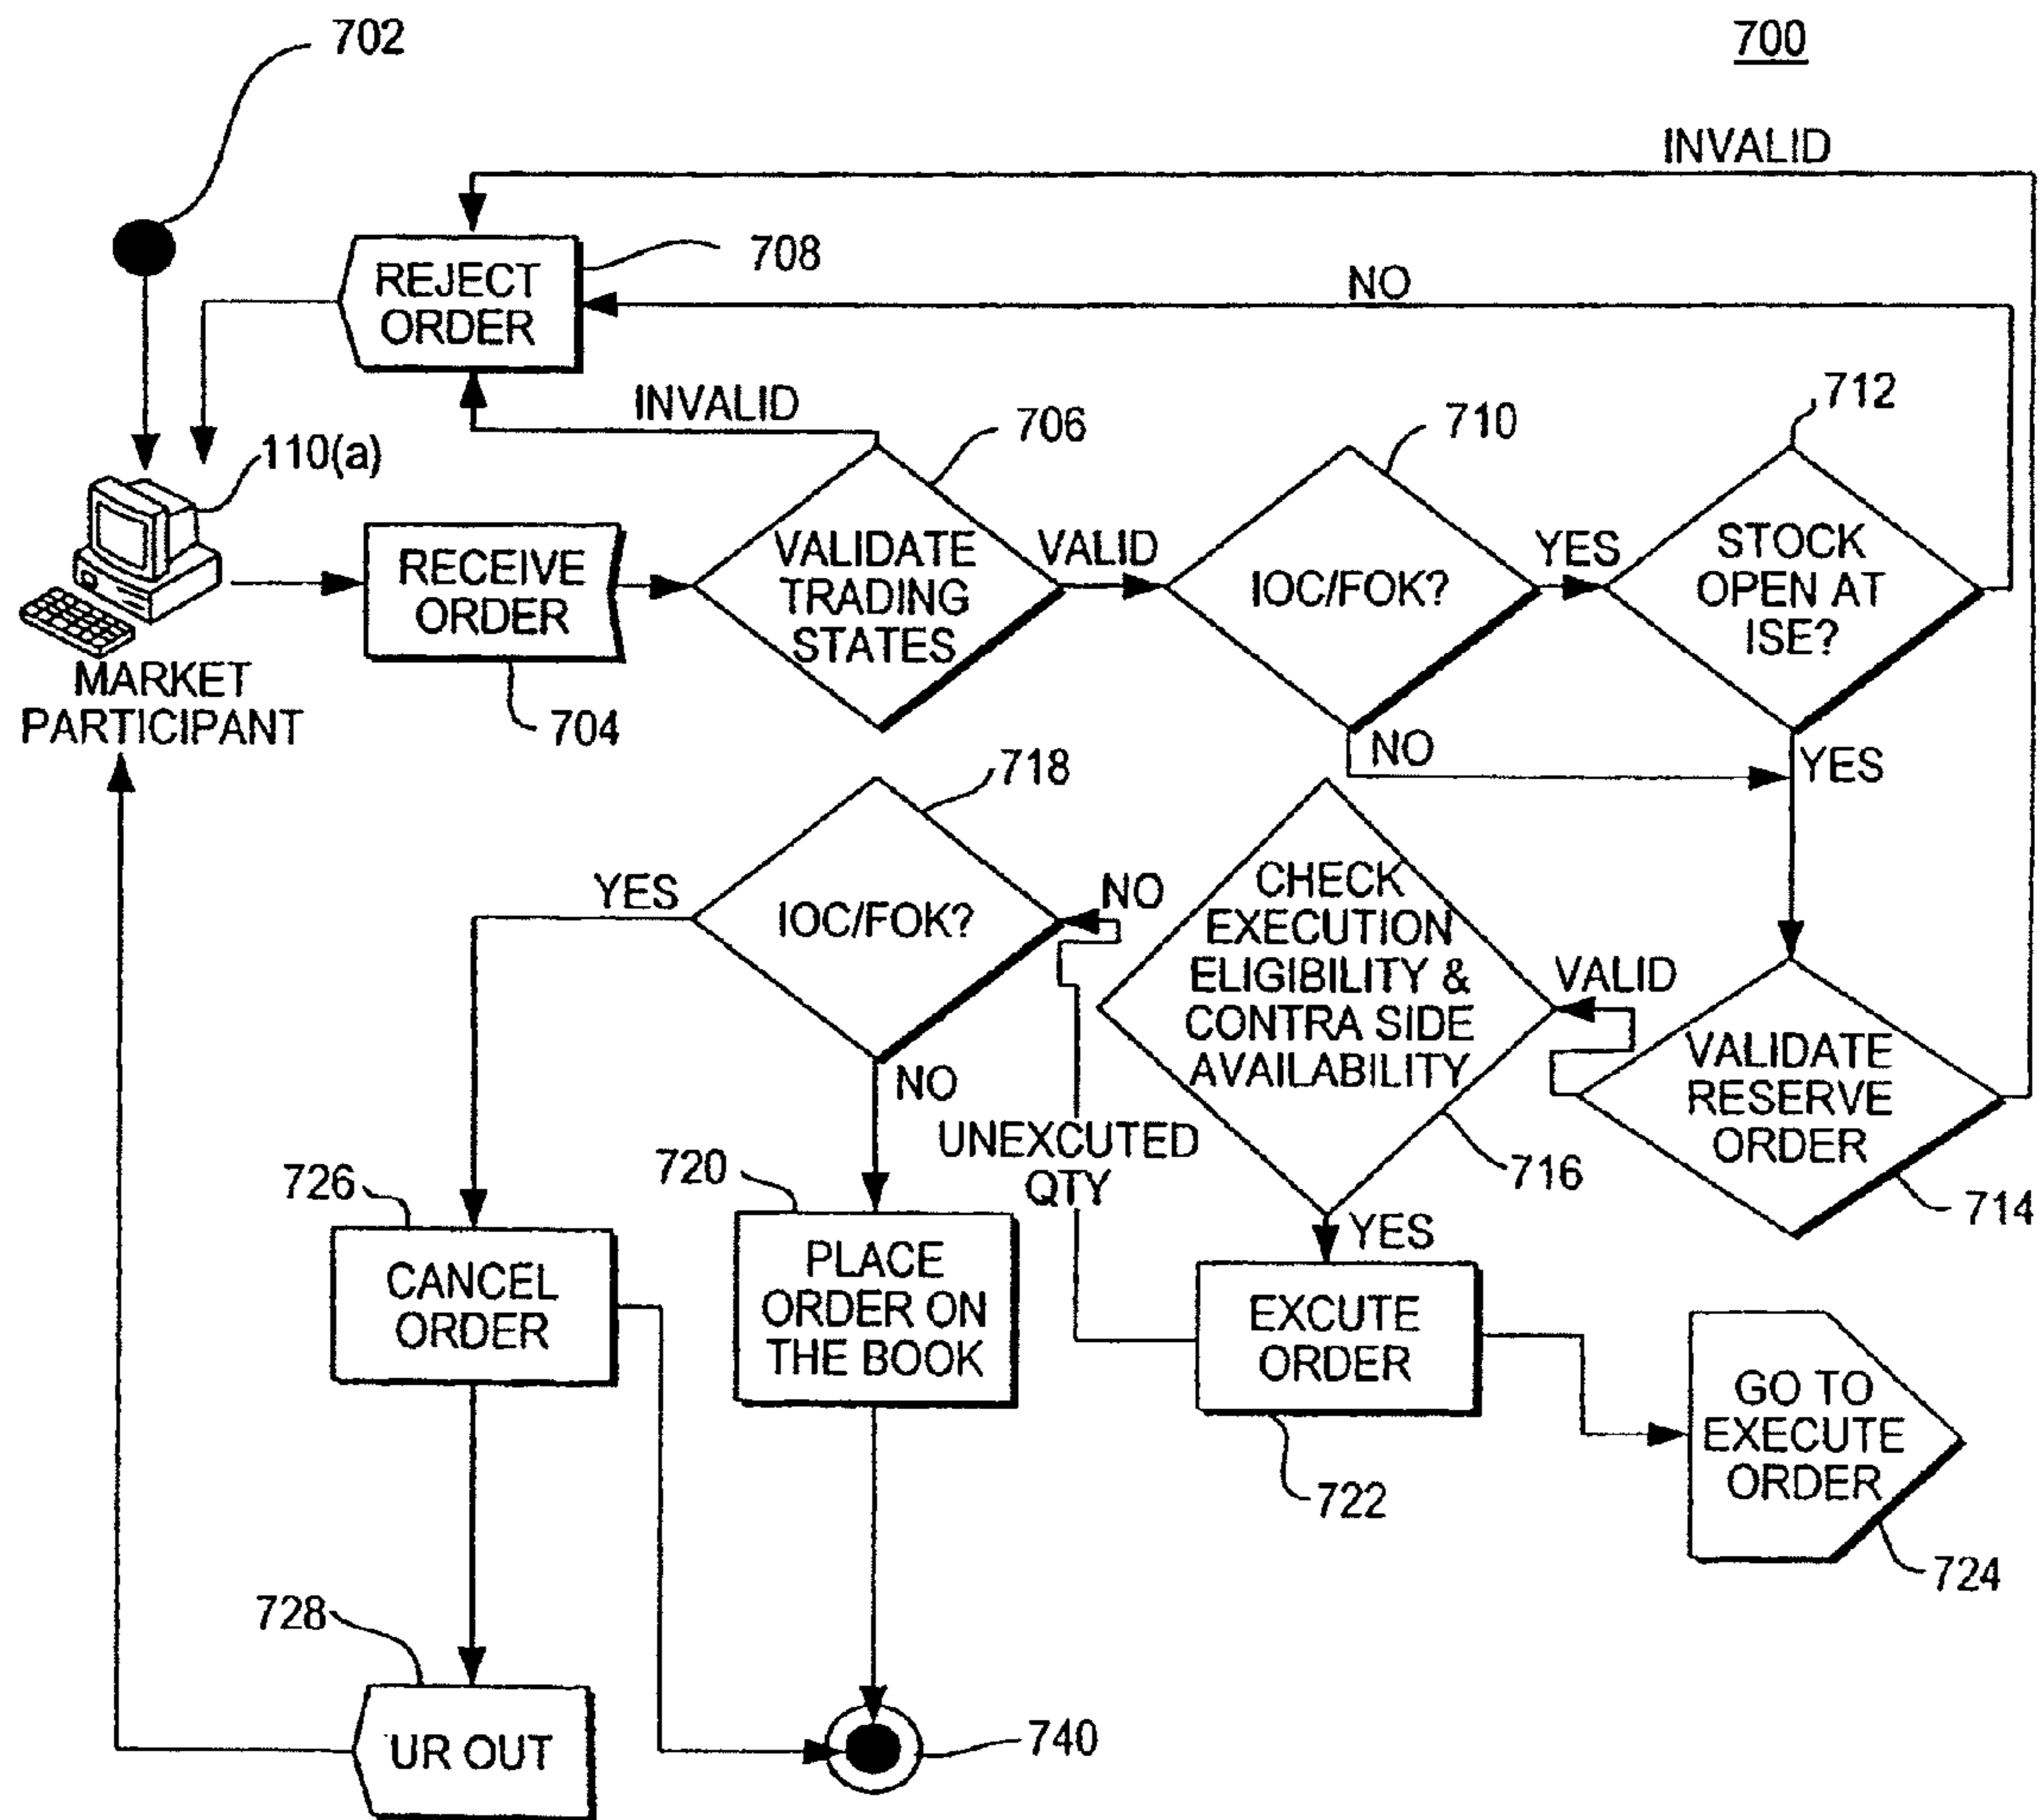 702
700
INVALID
REJECT
ORDER
708
NO
INVALID
706
710
712
110(a)
RECEIVE
ORDER
VALIDATE
TRADING
STATES
VALID
IOC/FOK?
YES
STOCK
OPEN AT
ISE?
MARKET
PARTICIPANT
704
NO
YES
718
YES
IOC/FOK?
NO
CHECK
EXECUTION
ELIGIBILITY &
CONTRA SIDE
AVAILABILITY
VALID
VALIDATE
RESERVE
ORDER
NO
UNEXCUTED
QTY
716
714
726
720
YES
CANCEL
ORDER
PLACE
ORDER ON
THE BOOK
EXCUTE
ORDER
GO TO
EXECUTE
ORDER
722
724
728
UR OUT
740